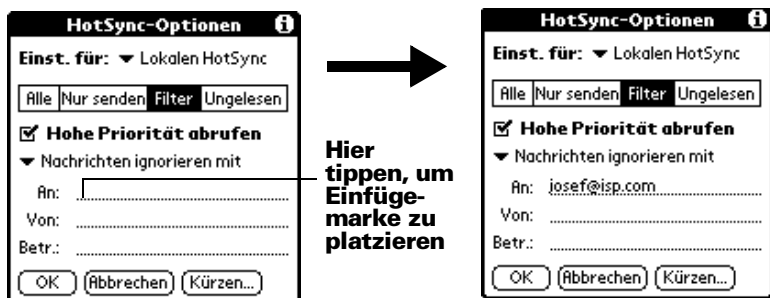 HotSync-Optionen i
Einst. für: Lokalen HotSync
Alle Nur senden Filter Ungelesen
Hohe Priorität abrufen
Nachrichten ignorieren mit
An:
Von:
Betr.:
OK Abbrechen Kürzen...
Hier
tippen, um
Einfüge-
marke zu
platzieren
HotSync-Optionen i
Einst. für: Lokalen HotSync
Alle Nur senden Filter Ungelesen
Hohe Priorität abrufen
Nachrichten ignorieren mit
An: josef@isp.com
Von:
Betr.:
OK Abbrechen Kürzen...